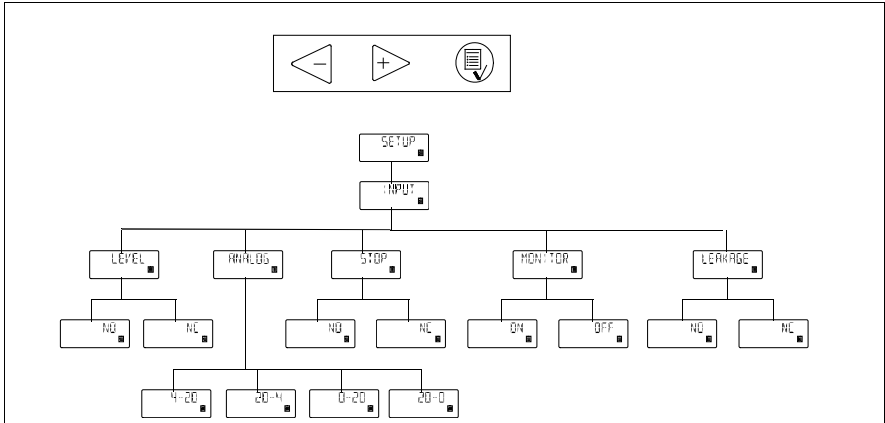 − +
SETUP
INPUT
LEVEL ANALOG STOP MONITOR LEAKAGE
NO NC NO NC ON OFF NO NC
4-20 20-4 0-20 20-0